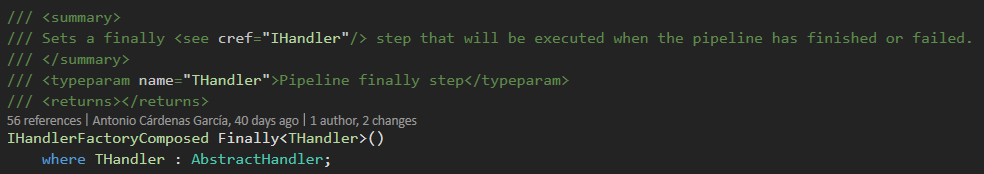 /// <summary>
/// Sets a finally <see cref="IHandler"/> step that will be executed when the pipeline has finished or failed.
/// </summary>
/// <typeparam name="THandler">Pipeline finally step</typeparam>
/// <returns></returns>
56 references | Antonio Cárdenas García, 40 days ago | 1 author, 2 changes
IHandlerFactoryComposed Finally<THandler>()
    where THandler : AbstractHandler;